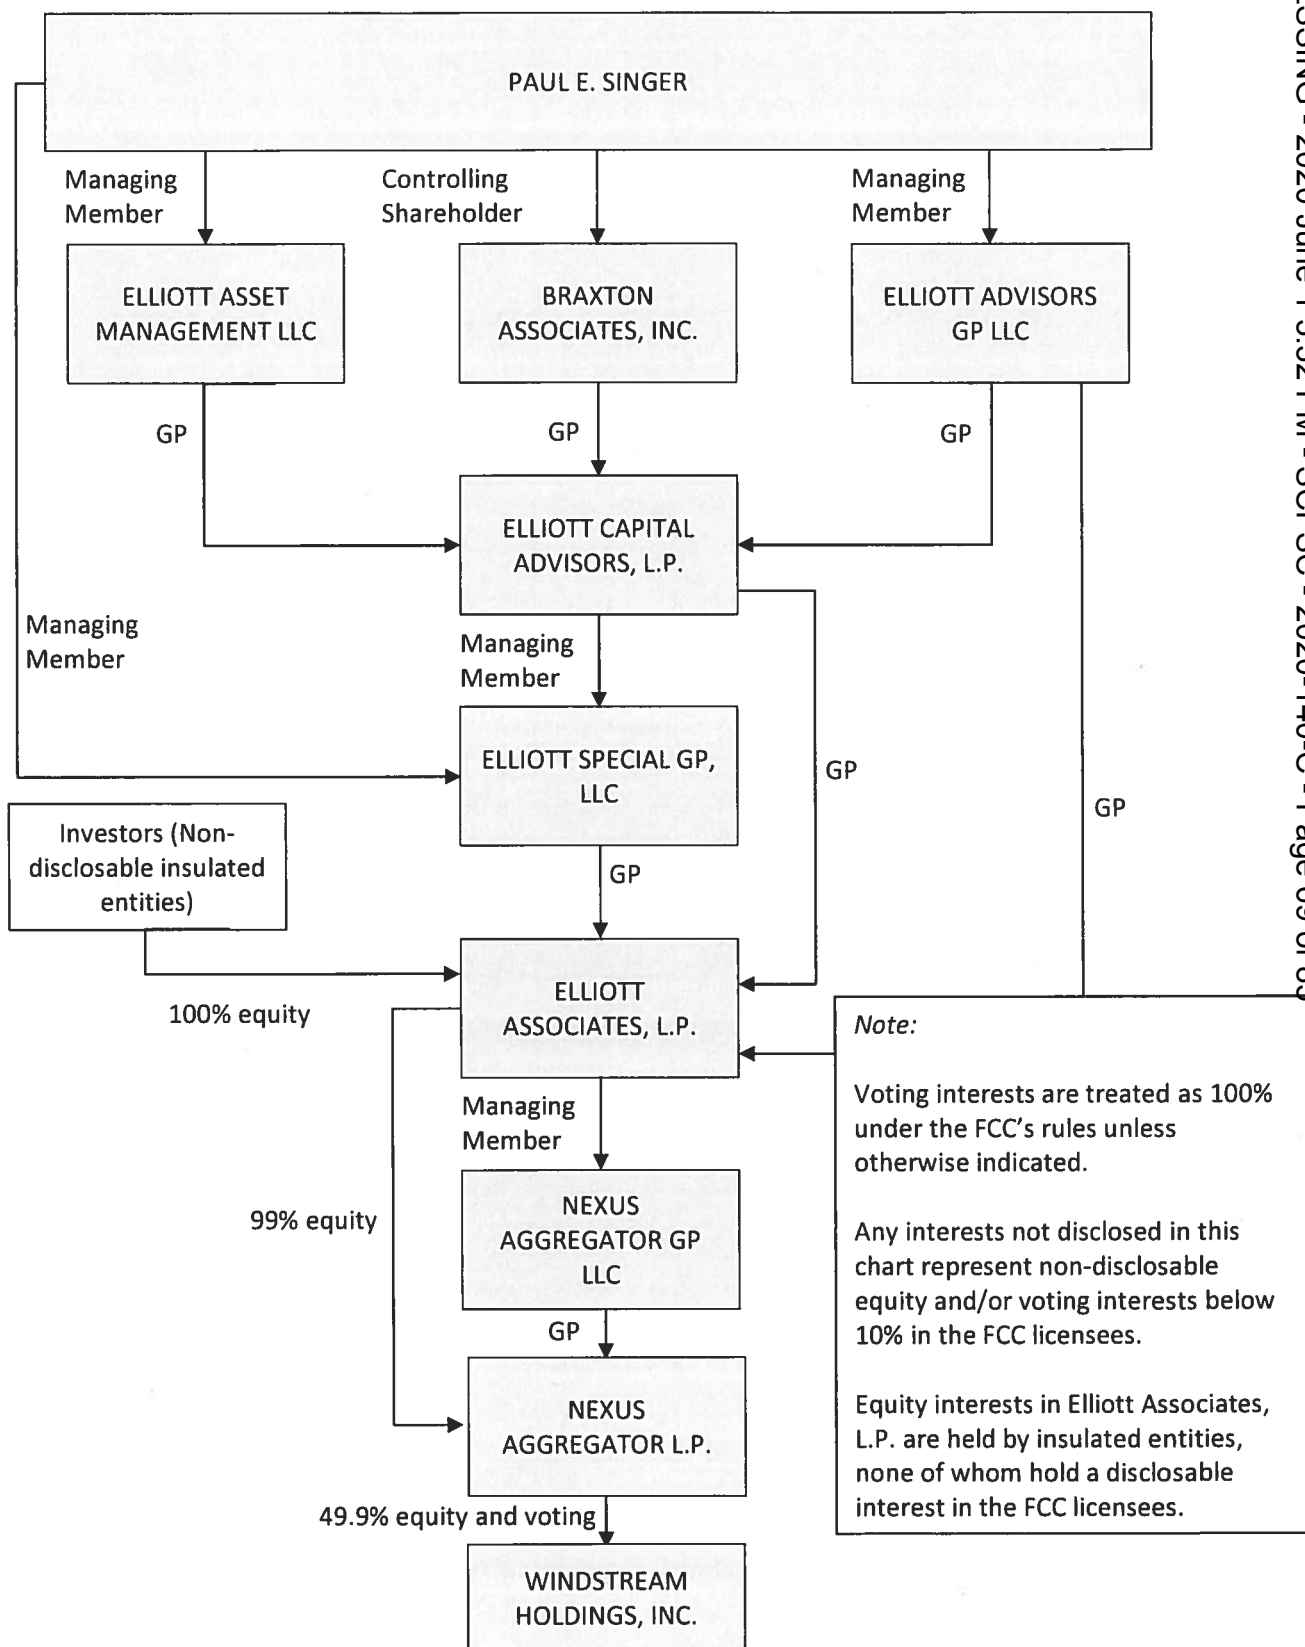 PAUL E. SINGER
Managing
Member
Controlling
Shareholder
Managing
Member
ELLIOTT ASSET
MANAGEMENT LLC
BRAXTON
ASSOCIATES, INC.
ELLIOTT ADVISORS
GP LLC
GP
GP
GP
ELLIOTT CAPITAL
ADVISORS, L.P.
Managing
Member
Managing
Member
ELLIOTT SPECIAL GP,
LLC
GP
GP
Investors (Non-
disclosable insulated
entities)
GP
100% equity
ELLIOTT
ASSOCIATES, L.P.
Managing
Member
99% equity
NEXUS
AGGREGATOR GP
LLC
GP
NEXUS
AGGREGATOR L.P.
49.9% equity and voting
WINDSTREAM
HOLDINGS, INC.
Note:
Voting interests are treated as 100%
under the FCC's rules unless
otherwise indicated.
Any interests not disclosed in this
chart represent non-disclosable
equity and/or voting interests below
10% in the FCC licensees.
Equity interests in Elliott Associates,
L.P. are held by insulated entities,
none of whom hold a disclosable
interest in the FCC licensees.